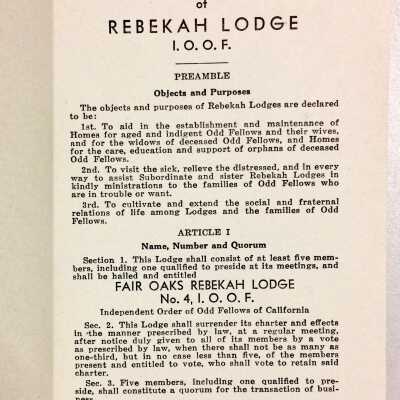 of
REBEKAH LODGE
I. O. O. F.
PREAMBLE
Objects and Purposes
The objects and purposes of Rebekah Lodges are declared
to be:
1st. To aid in the establishment and maintenance of
Homes for aged and indigent Odd Fellows and their wives,
and for the widows of deceased Odd Fellows, and Homes
for the care, education and support of orphans of deceased
Odd Fellows.
2nd. To visit the sick, relieve the distressed, and in every
way to assist Subordinate and sister Rebekah Lodges in
kindly ministrations to the families of Odd Fellows who
are in trouble or want.
3rd. To cultivate and extend the social and fraternal
relations of life among Lodges and the families of Odd
Fellows.
ARTICLE I
Name, Number and Quorum
Section 1. This Lodge shall consist of at least five mem-
bers, including one qualified to preside at its meetings, and
shall be hailed and entitled
FAIR OAKS REBEKAH LODGE
No. 4, I. O. O. F.
Independent Order of Odd Fellows of California
Sec. 2. This Lodge shall surrender its charter and effects
in the manner prescribed by law, at a regular meeting,
after notice duly given to all of its members by a vote
as prescribed by law, when there shall not be as many as
one-third, but in no case less than five, of the members
present and entitled to vote, who shall vote to retain said
charter.
Sec. 3. Five members, including one qualified to pre-
side, shall constitute a quorum for the transaction of busi-
ness.